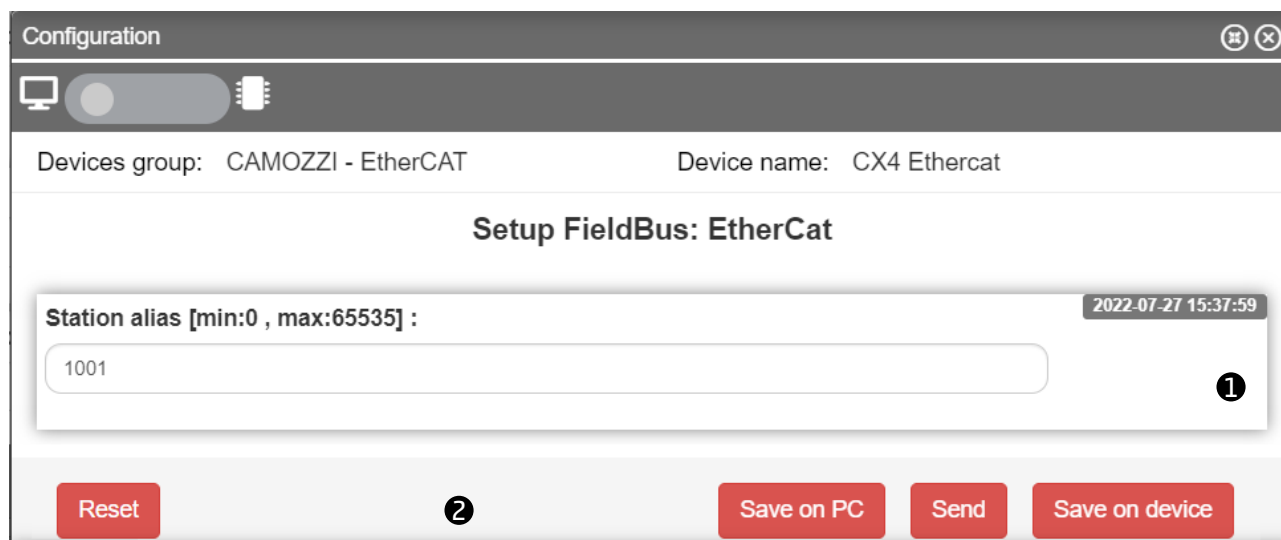 Configuration
Devices group: CAMOZZI - EtherCAT Device name: CX4 Ethercat
Setup FieldBus: EtherCat
2022-07-27 15:37:59
Station alias [min:0 , max:65535] :
1001
❶
Reset ❷ Save on PC Send Save on device